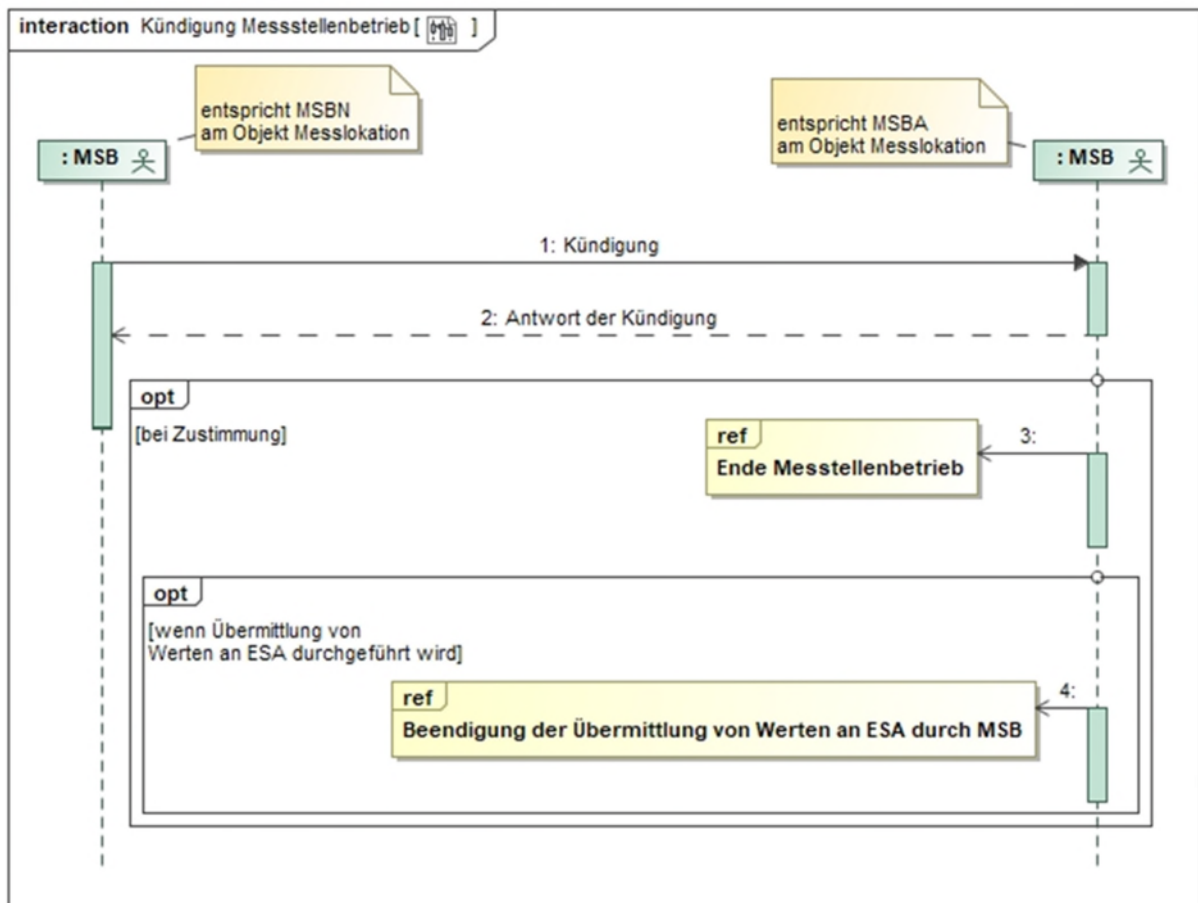 interaction Kündigung Messsstellenbetrieb [ ]
entspricht MSBN
am Objekt Messlokation
entspricht MSBA
am Objekt Messlokation
: MSB
: MSB
1: Kündigung
2: Antwort der Kündigung
opt
[bei Zustimmung]
ref
3:
Ende Messtellenbetrieb
opt
[wenn Übermittlung von
Werten an ESA durchgeführt wird]
ref
4:
Beendigung der Übermittlung von Werten an ESA durch MSB